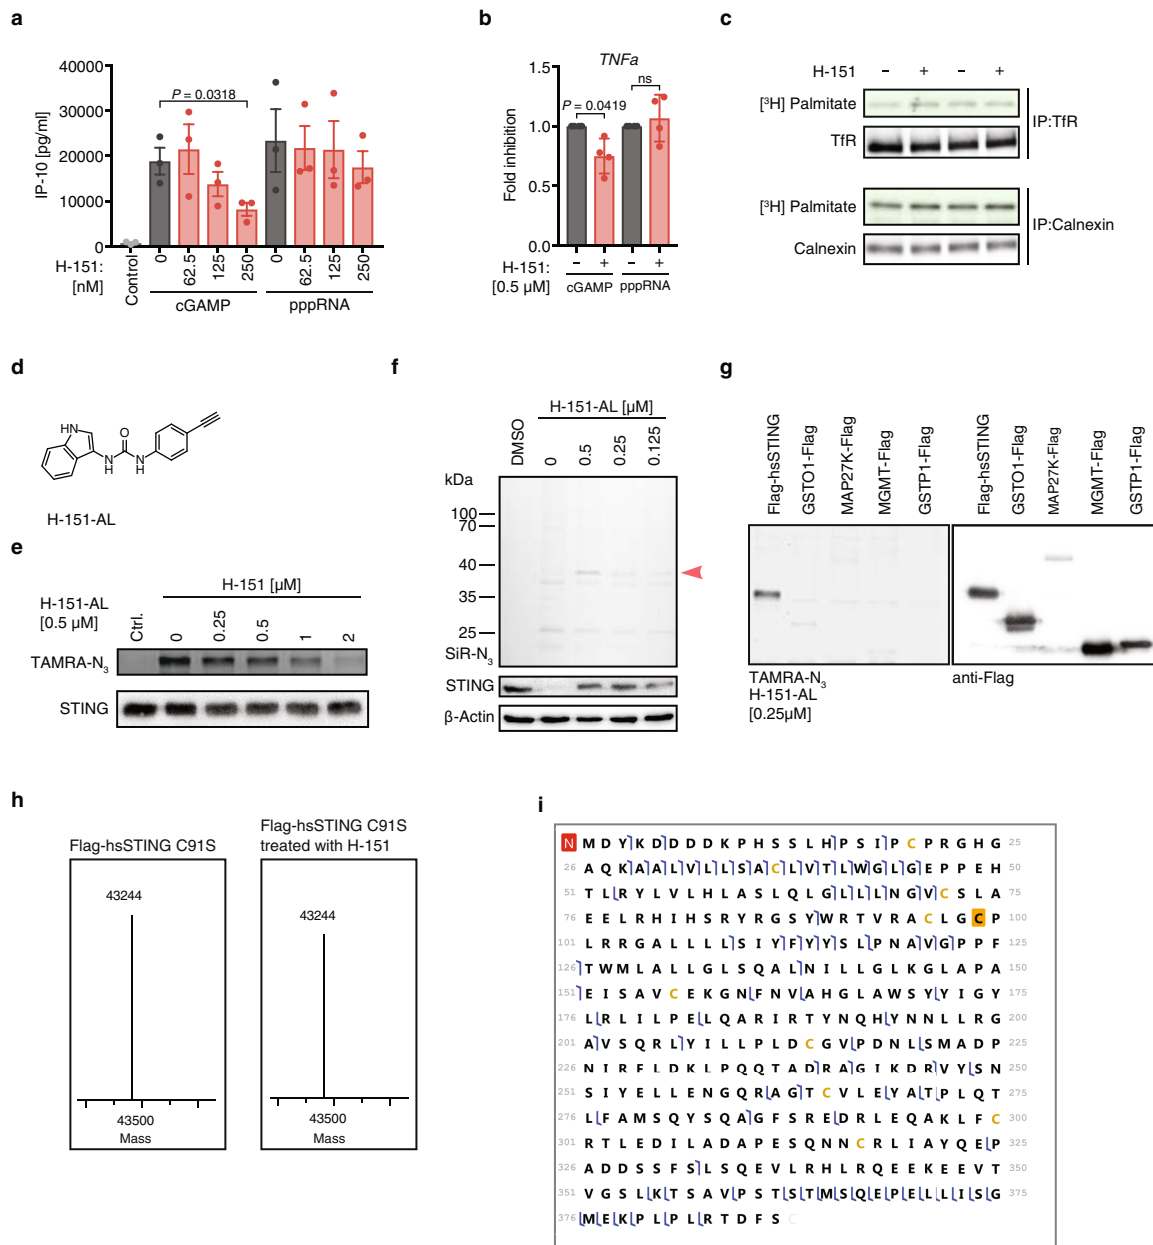 a
40000
30000
20000
10000
0
IP-10 [pg/ml]
P = 0.0318
H-151:
[nM]
Control
0
62.5
125
250
0
62.5
125
250
cGAMP
pppRNA
b
TNFa
1.5
1.0
0.5
0.0
Fold inhibition
P = 0.0419
ns
H-151:
[0.5 µM]
– + – +
cGAMP pppRNA
c
H-151 – + – +
[³H] Palmitate
TfR
IP:TfR
[³H] Palmitate
Calnexin
IP:Calnexin
d
HN
O
NH
NH
H-151-AL
e
H-151 [µM]
H-151-AL
[0.5 µM]
Ctrl.
0
0.25
0.5
1
2
TAMRA-N₃
STING
f
H-151-AL [µM]
DMSO
0
0.5
0.25
0.125
kDa
100
70
40
35
25
SiR-N₃
STING
β-Actin
g
Flag-hsSTING
GSTO1-Flag
MAP27K-Flag
MGMT-Flag
GSTP1-Flag
Flag-hsSTING
GSTO1-Flag
MAP27K-Flag
MGMT-Flag
GSTP1-Flag
TAMRA-N₃
H-151-AL
[0.25µM]
anti-Flag
h
Flag-hsSTING C91S
43244
43500
Mass
Flag-hsSTING C91S
treated with H-151
43244
43500
Mass
i
N M D Y K D D D D K P H S S L H P S I P C P R G H G 25
26 A Q K A A L V L L S A C L V T L W G L G E P P E H 50
51 T L R Y L V L H L A S L Q L G L L L N G V C S L A 75
76 E E L R H I H S R Y R G S Y W R T V R A C L G C P 100
101 L R R G A L L L L S I Y F Y Y S L P N A V G P P F 125
126 T W M L A L L G L S Q A L N I L L G L K G L A P A 150
151 E I S A V C E K G N F N V A H G L A W S Y Y I G Y 175
176 L R L I L P E L Q A R I R T Y N Q H Y N N L L R G 200
201 A V S Q R L Y I L L P L D C G V P D N L S M A D P 225
226 N I R F L D K L P Q Q T A D R A G I K D R V Y S N 250
251 S I Y E L L E N G Q R A G T C V L E Y A T P L Q T 275
276 L F A M S Q Y S Q A G F S R E D R L E Q A K L F C 300
301 R T L E D I L A D A P E S Q N N C R L I A Y Q E P 325
326 A D D S S F S L S Q E V L R H L R Q E E K E E V T 350
351 V G S L K T S A V P S T S T M S Q E P E L L I S G 375
376 M E K P L P L R T D F S C